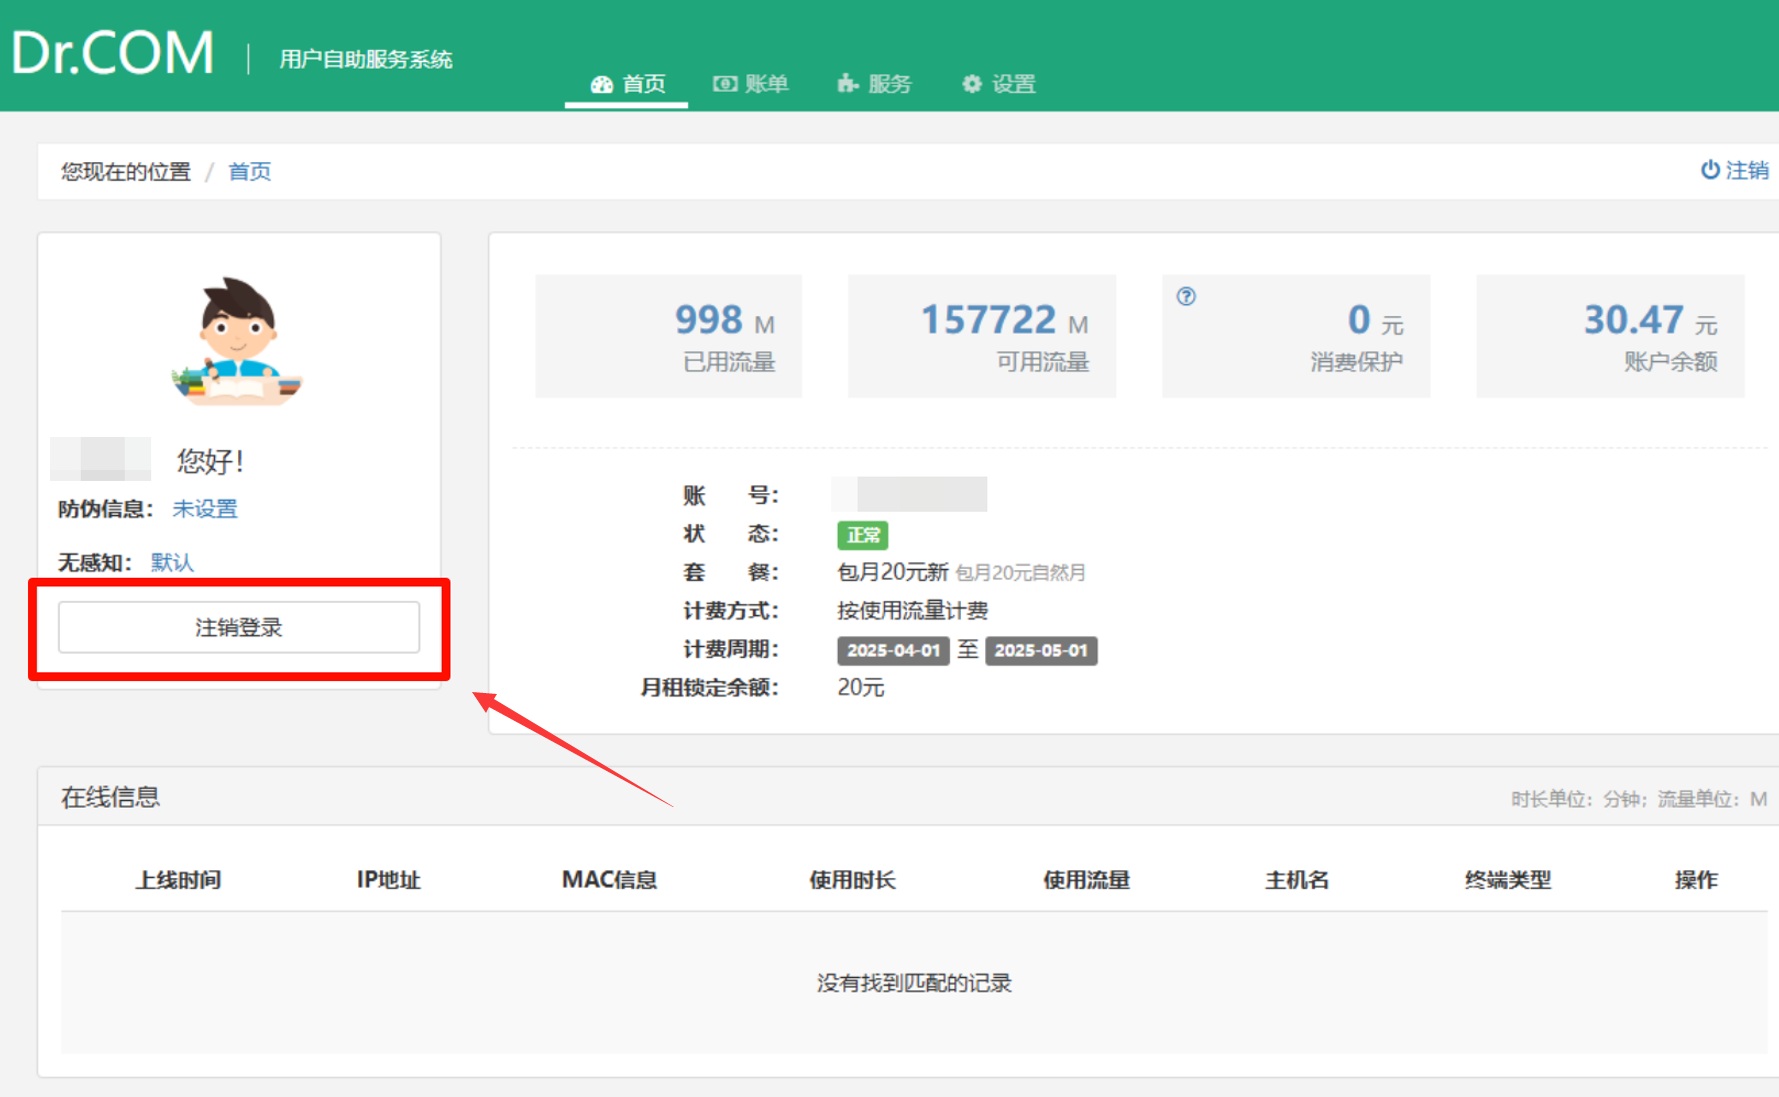 Dr.COM | 用户自助服务系统
首页 账单 服务 设置
您现在的位置 / 首页 注销
998 M
已用流量
157722 M
可用流量
0 元
消费保护
30.47 元
账户余额
您好！
防伪信息： 未设置
无感知： 默认
注销登录
账 号：
状 态： 正常
套 餐： 包月20元新 包月20元自然月
计费方式： 按使用流量计费
计费周期： 2025-04-01 至 2025-05-01
月租锁定余额： 20元
在线信息 时长单位：分钟；流量单位：M
上线时间 IP地址 MAC信息 使用时长 使用流量 主机名 终端类型 操作
没有找到匹配的记录